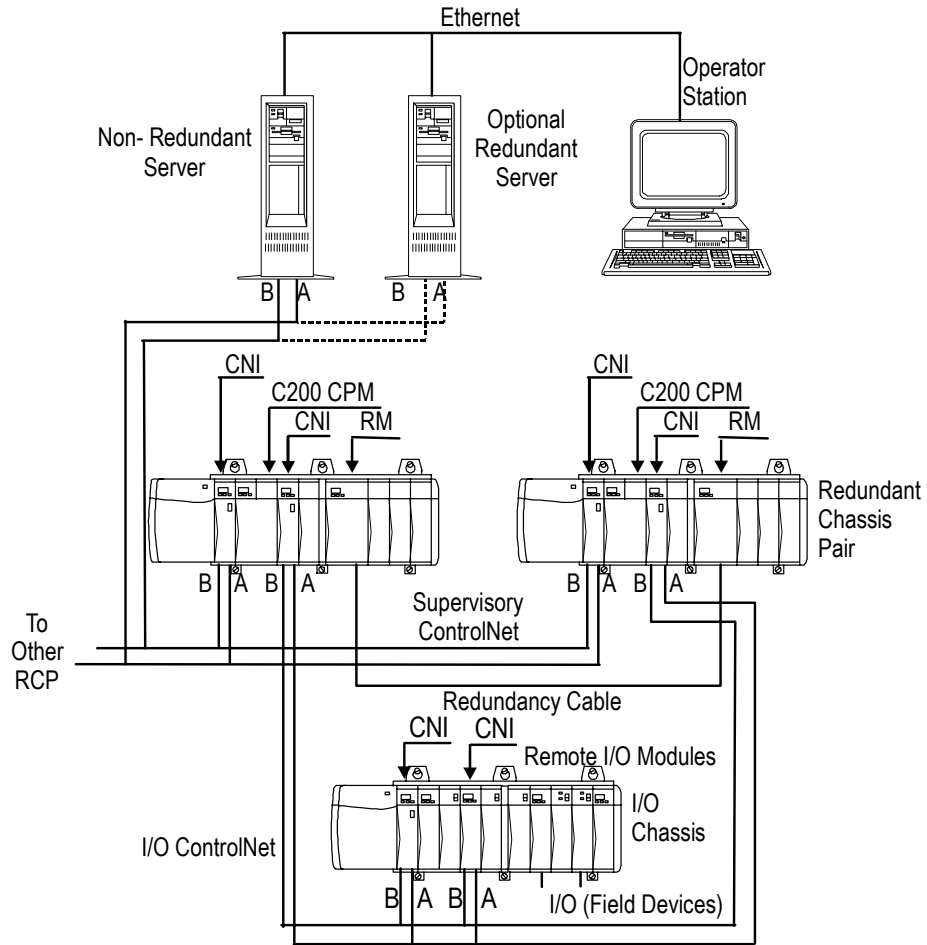 Ethernet
Operator
Station
Non- Redundant
Server
Optional
Redundant
Server
B A
B A
CNI
C200 CPM
CNI RM
CNI
C200 CPM
CNI RM
Redundant
Chassis
Pair
B A B A
B A B A
Supervisory
ControlNet
To
Other
RCP
Redundancy Cable
CNI CNI
Remote I/O Modules
I/O
Chassis
I/O ControlNet
B A B A
I/O (Field Devices)